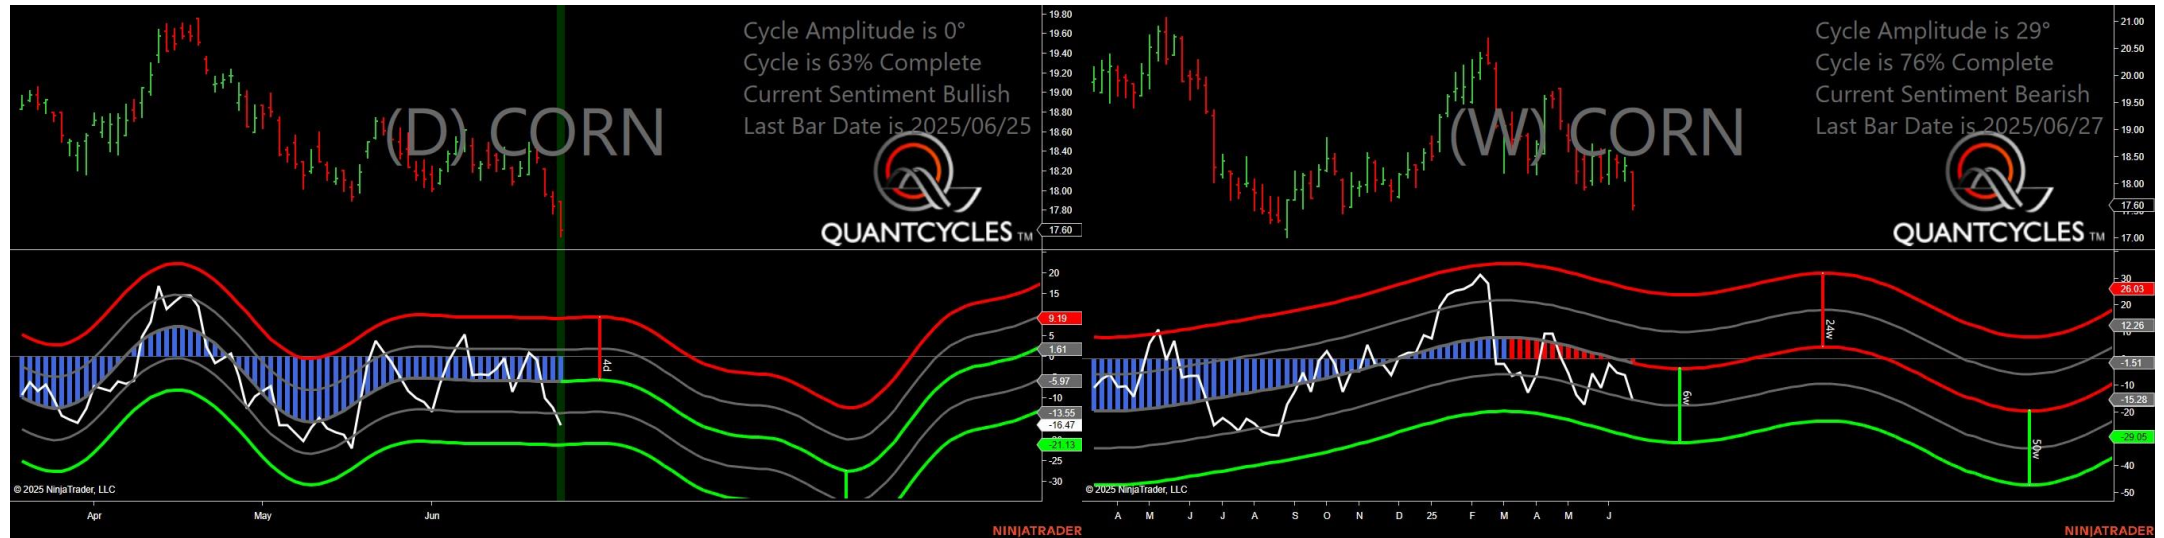 Cycle Amplitude is 0°
Cycle is 63% Complete
Current Sentiment Bullish
Last Bar Date is 2025/06/25
(D) CORN
QUANTCYCLES TM
19.80
19.60
19.40
19.20
19.00
18.80
18.60
18.40
18.20
18.00
17.80
17.60
20
15
9.19
5
1.61
-5.97
-10
-13.55
-16.47
-21.13
-25
-30
4d
© 2025 NinjaTrader, LLC
Apr May Jun
NINJATRADER
Cycle Amplitude is 29°
Cycle is 76% Complete
Current Sentiment Bearish
Last Bar Date is 2025/06/27
(W) CORN
QUANTCYCLES TM
21.00
20.50
20.00
19.50
19.00
18.50
18.00
17.60
17.00
30
26.03
20
12.26
-1.51
-10
-15.28
-20
-29.05
-40
-50
24w
6w
50w
© 2025 NinjaTrader, LLC
A M J J A S O N D 25 F M A M J
NINJATRADER